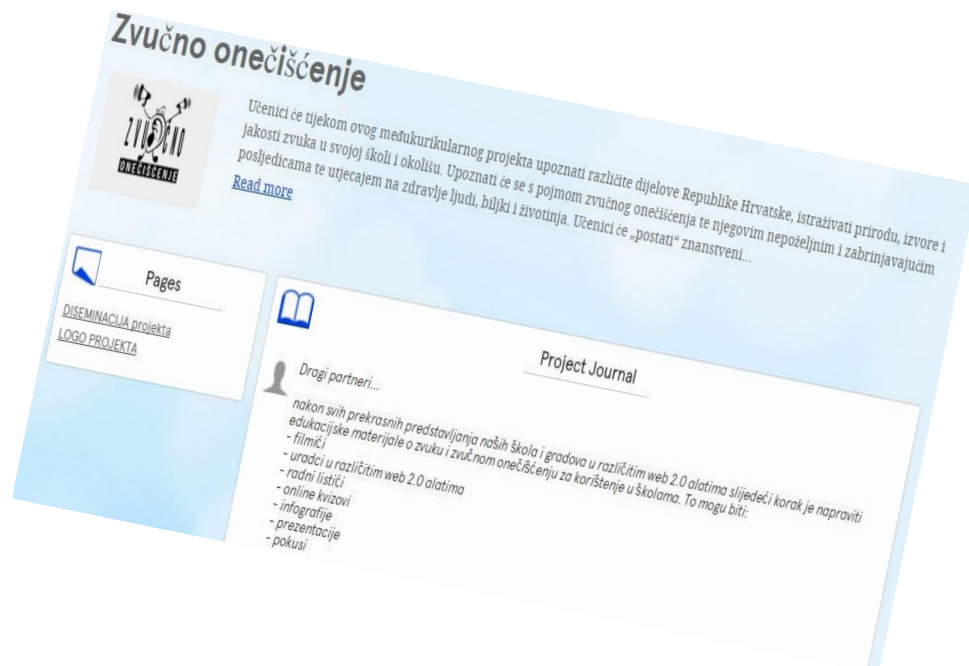 Zvučno onečišćenje
ZVUČNO
ONEČIŠĆENJE
Učenici će tijekom ovog međukurikularnog projekta upoznati različite dijelove Republike Hrvatske, istraživati prirodu, izvore i
jakosti zvuka u svojoj školi i okolišu. Upoznati će se s pojmom zvučnog onečišćenja te njegovim nepoželjnim i zabrinjavajućim
posljedicama te utjecajem na zdravlje ljudi, biljki i životinja. Učenici će „postati” znanstveni...
Read more
Pages
DISEMINACIJA projekta
LOGO PROJEKTA
Project Journal
Dragi partneri...
nakon svih prekrasnih predstavljanja naših škola i gradova u različitim web 2.0 alatima slijedeći korak je napraviti
edukacijske materijale o zvuku i zvučnom onečišćenju za korištenje u školama. To mogu biti:
- filmići
- uradci u različitim web 2.0 alatima
- radni listići
- online kvizovi
- infografije
- prezentacije
- pokusi